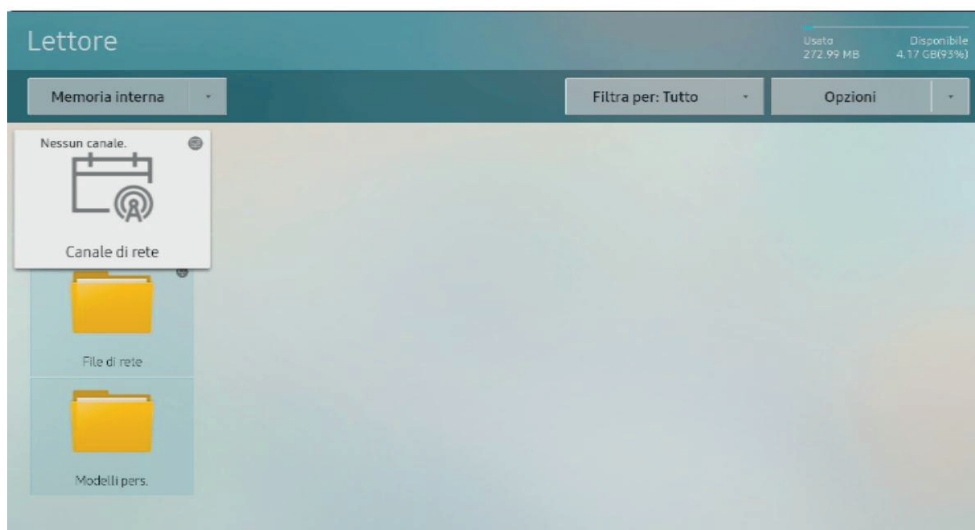 Lettore
Usato
272.99 MB
Disponibile
4.17 GB(93%)
Memoria interna
Filtra per: Tutto
Opzioni
Nessun canale.
Canale di rete
File di rete
Modelli pers.